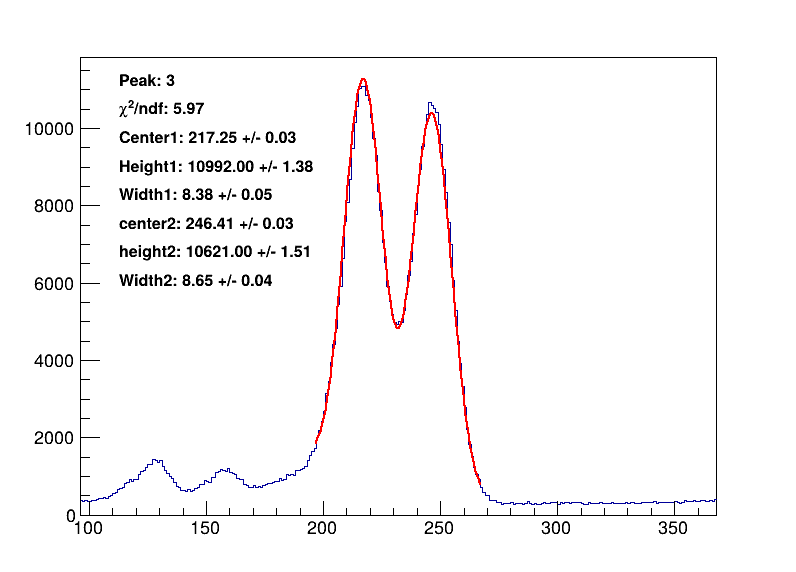 Peak: 3
χ²/ndf: 5.97
Center1: 217.25 +/- 0.03
Height1: 10992.00 +/- 1.38
Width1: 8.38 +/- 0.05
center2: 246.41 +/- 0.03
height2: 10621.00 +/- 1.51
Width2: 8.65 +/- 0.04
10000
8000
6000
4000
2000
0
100 150 200 250 300 350